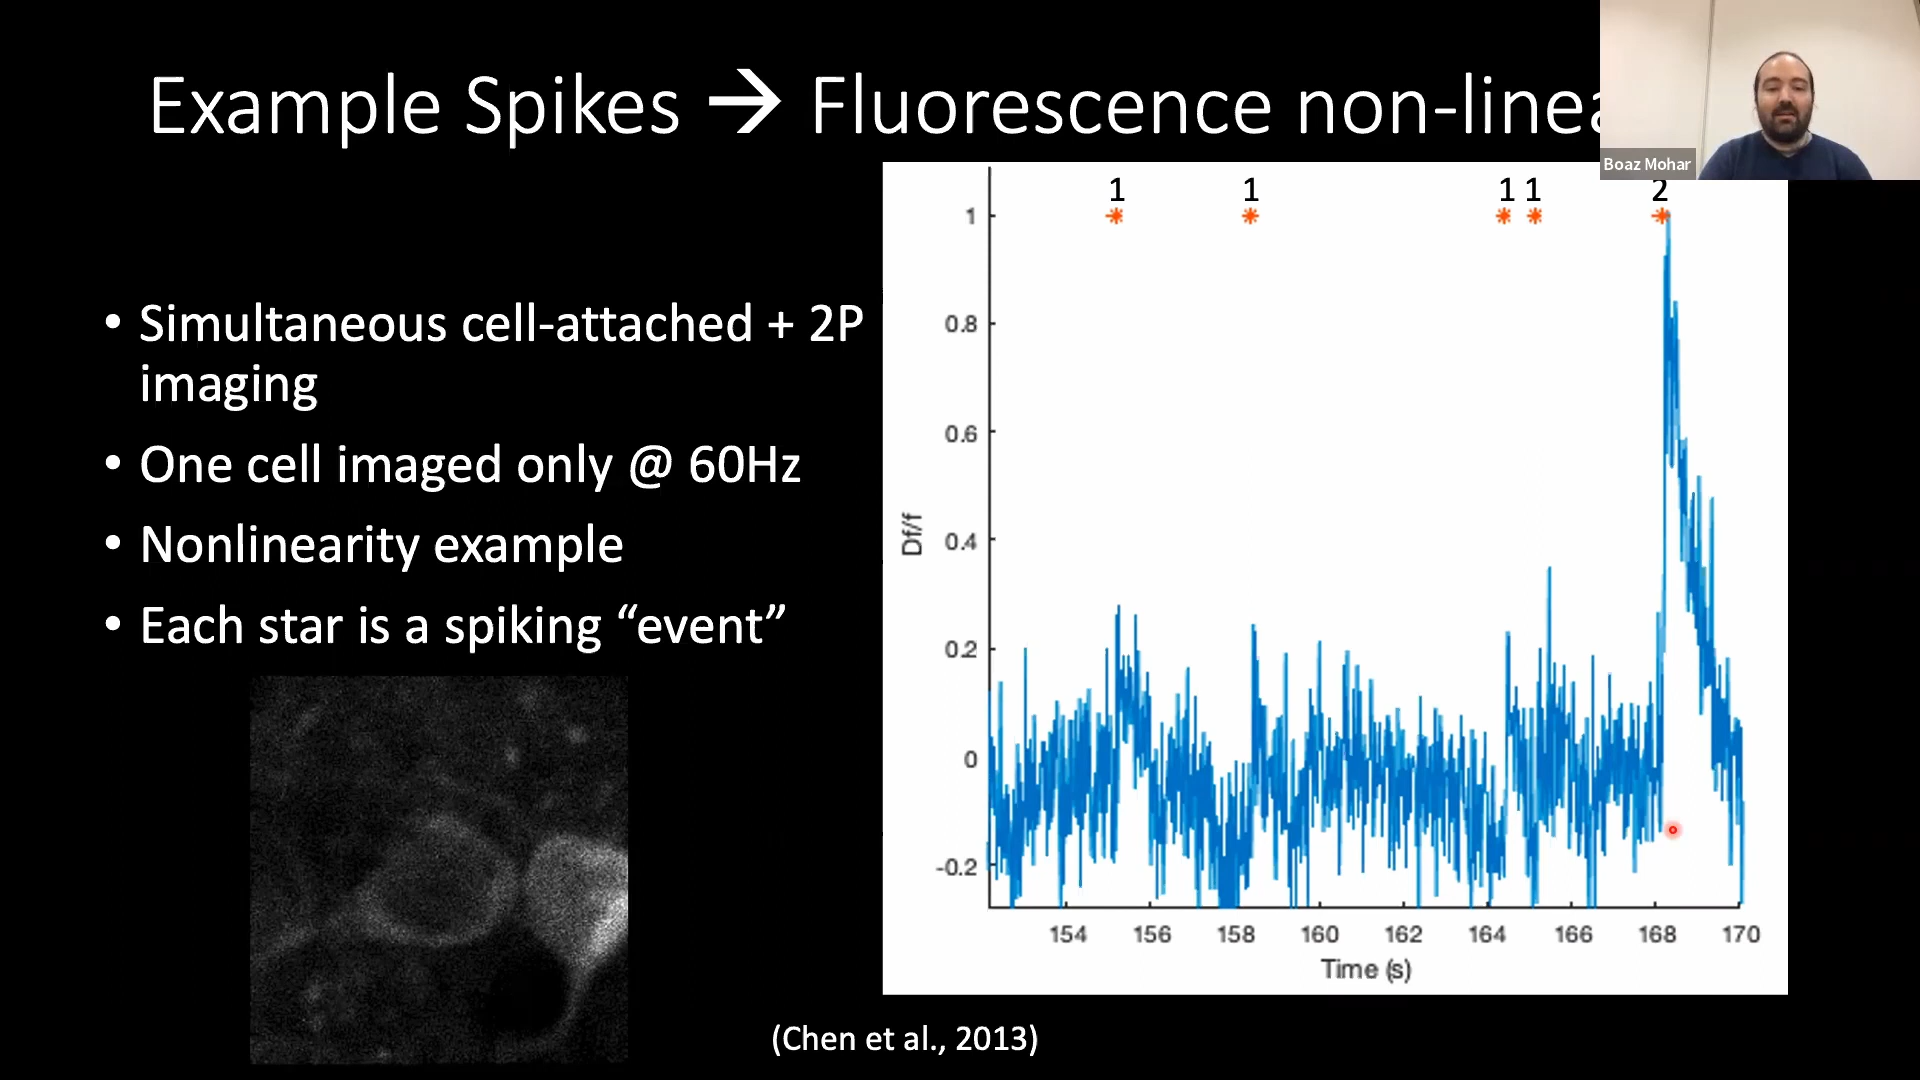 Example Spikes → Fluorescence non-linea
Boaz Mohar
• Simultaneous cell-attached + 2P
imaging
• One cell imaged only @ 60Hz
• Nonlinearity example
• Each star is a spiking “event”
1 1 1 1 2
1
0.8
0.6
0.4
0.2
0
-0.2
Df/f
154 156 158 160 162 164 166 168 170
Time (s)
(Chen et al., 2013)